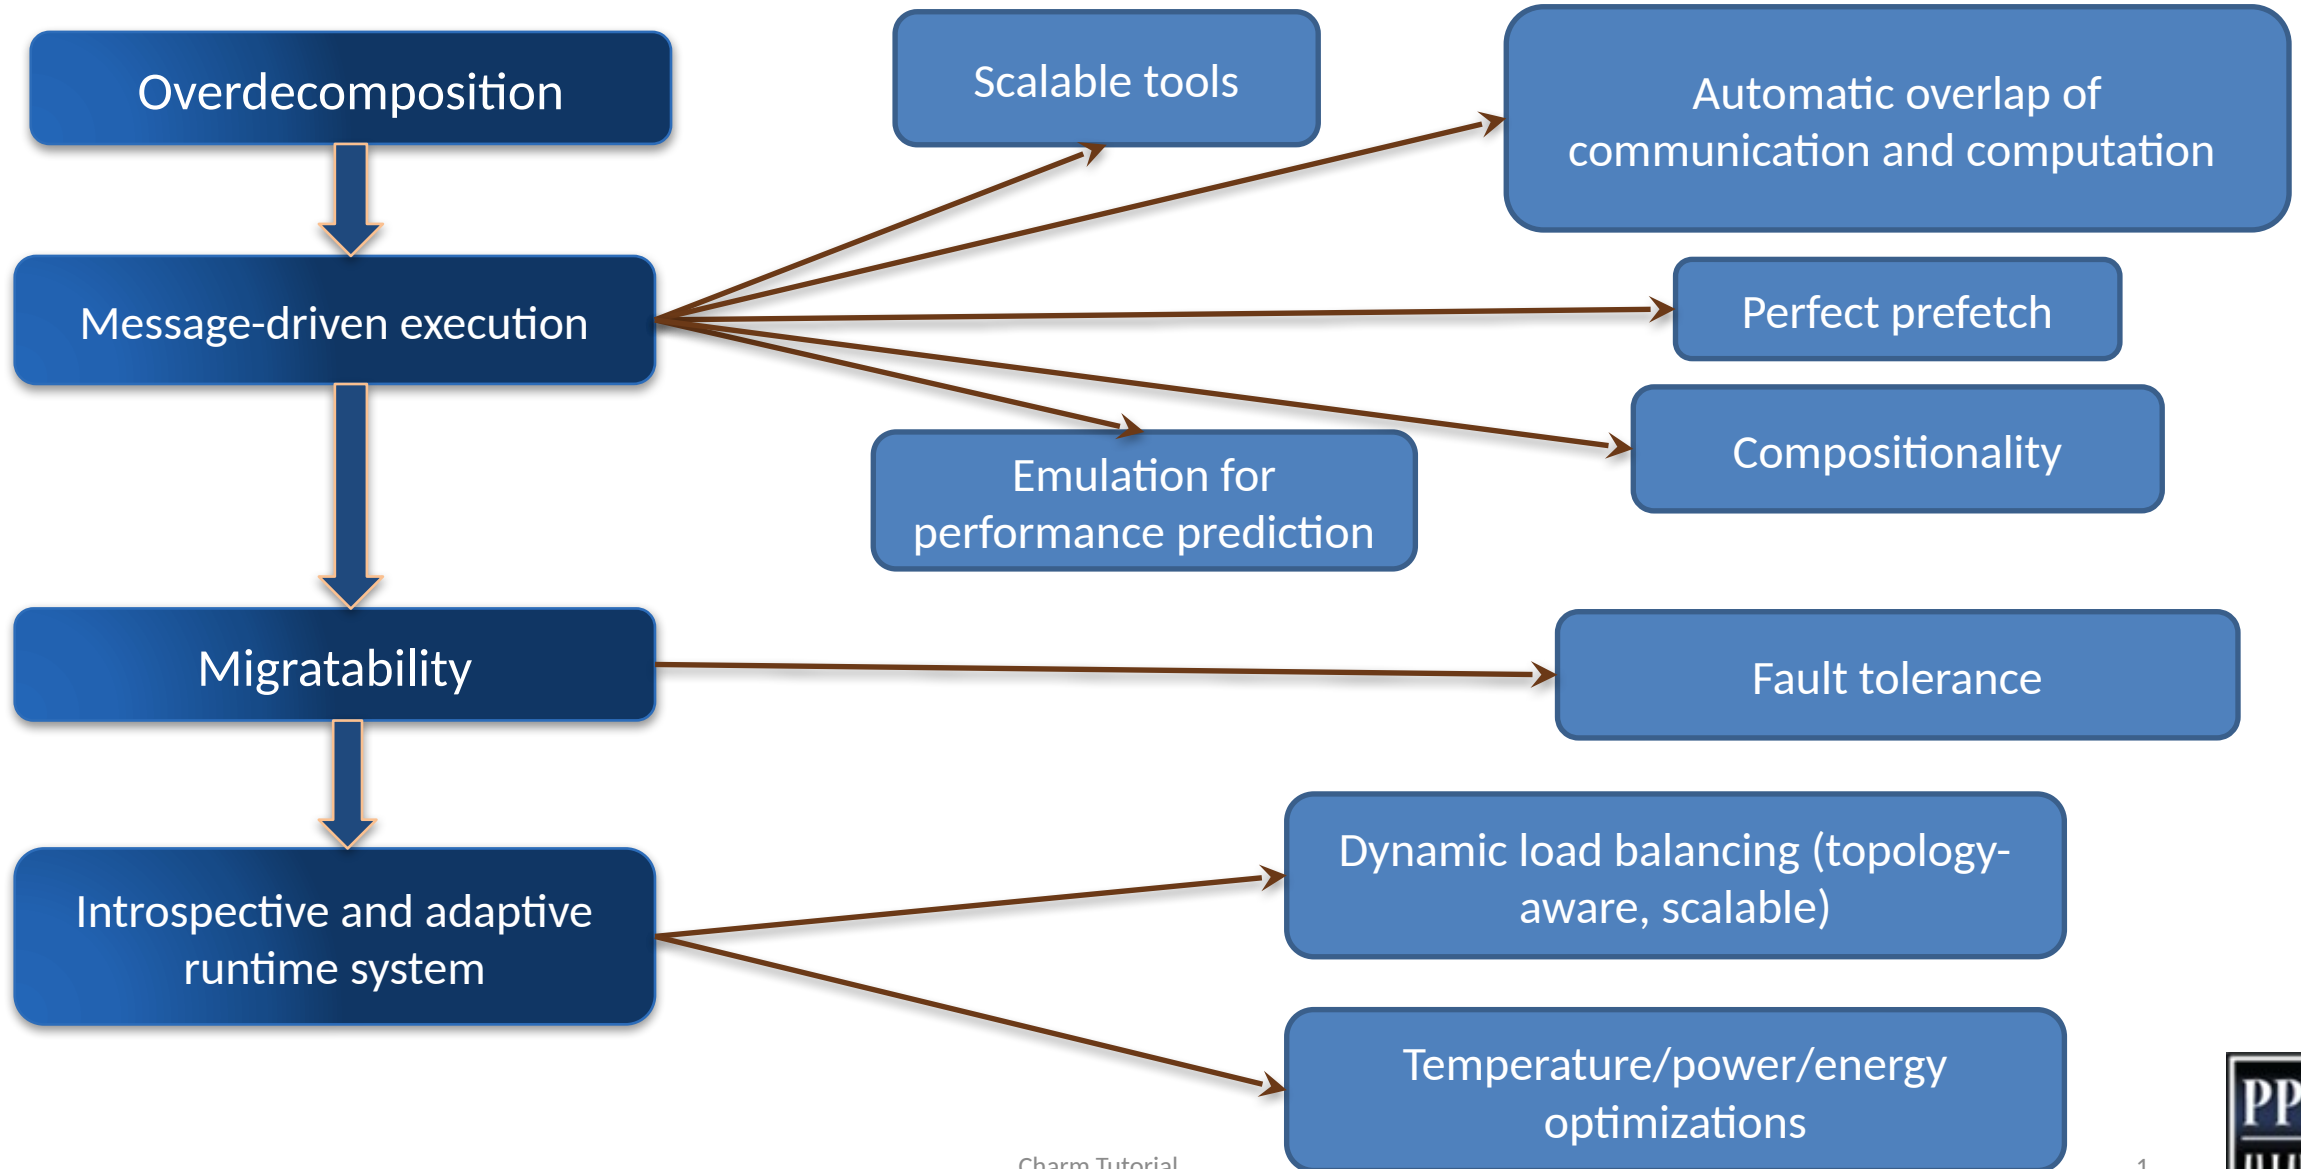 Overdecomposition
Scalable tools
Automatic overlap of
communication and computation
Message-driven execution
Perfect prefetch
Compositionality
Emulation for
performance prediction
Migratability
Fault tolerance
Dynamic load balancing (topology-
aware, scalable)
Introspective and adaptive
runtime system
Temperature/power/energy
optimizations
Charm Tutorial
1
PP